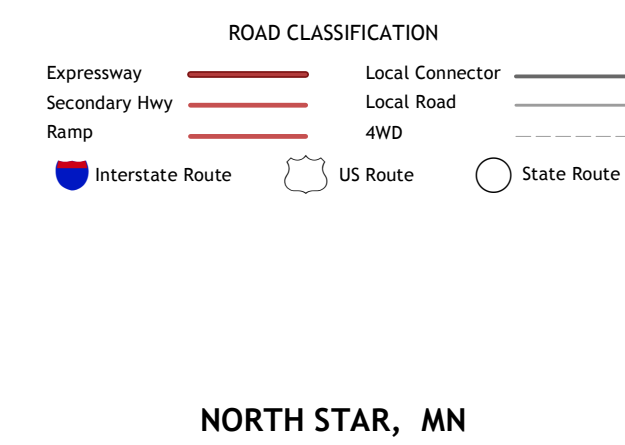 ROAD CLASSIFICATION
Expressway
Local Connector
Secondary Hwy
Local Road
Ramp
4WD
Interstate Route
US Route
State Route
NORTH STAR, MN